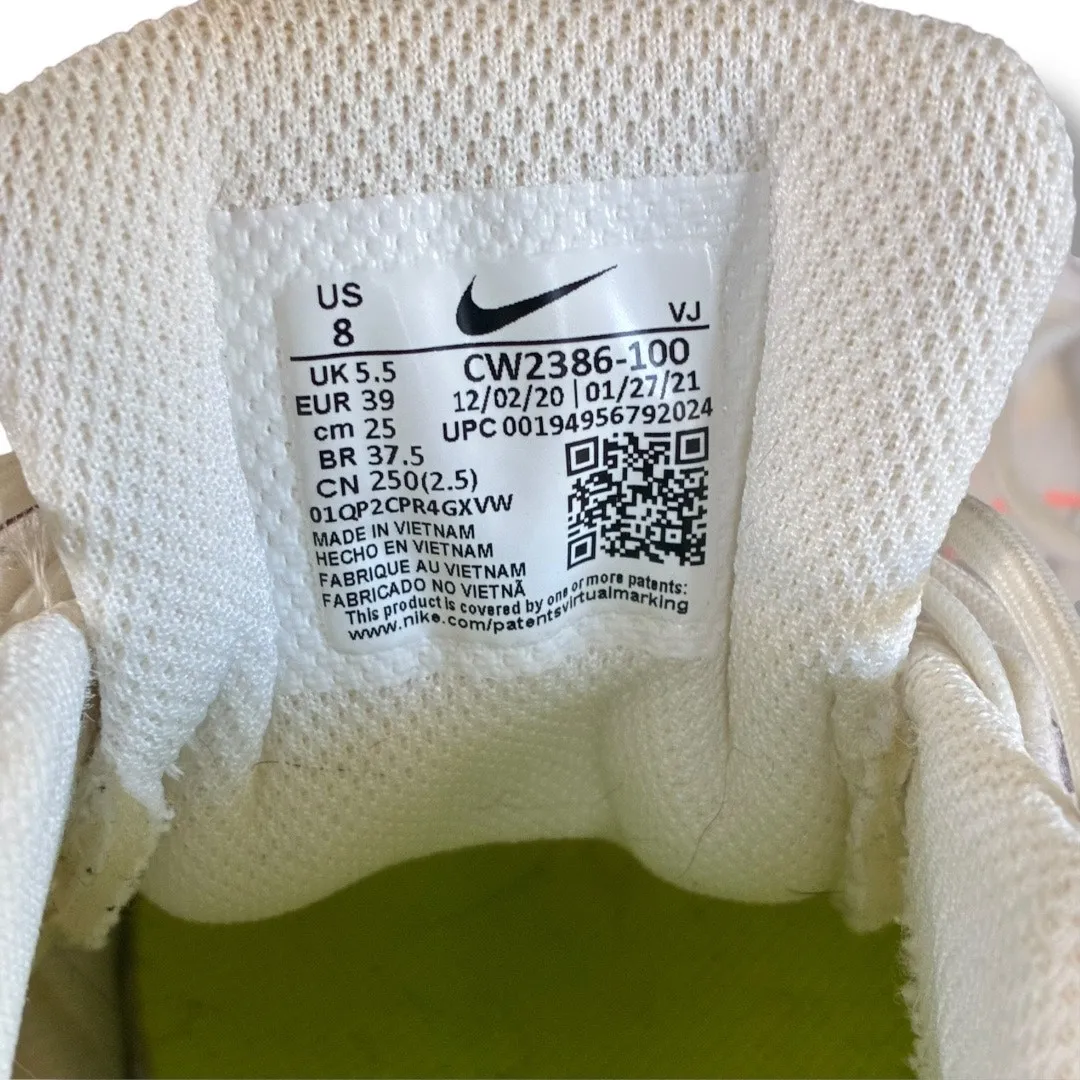 US
8
VJ
UK 5.5
EUR 39
cm 25
BR 37.5
CN 250(2.5)
CW2386-100
12/02/20 | 01/27/21
UPC 00194956792024
01QP2CPR4GXVW
MADE IN VIETNAM
HECHO EN VIETNAM
FABRIQUE AU VIETNAM
FABRICADO NO VIETNÃ
This product is covered by one or more patents:
www.nike.com/patentsvirtualmarking